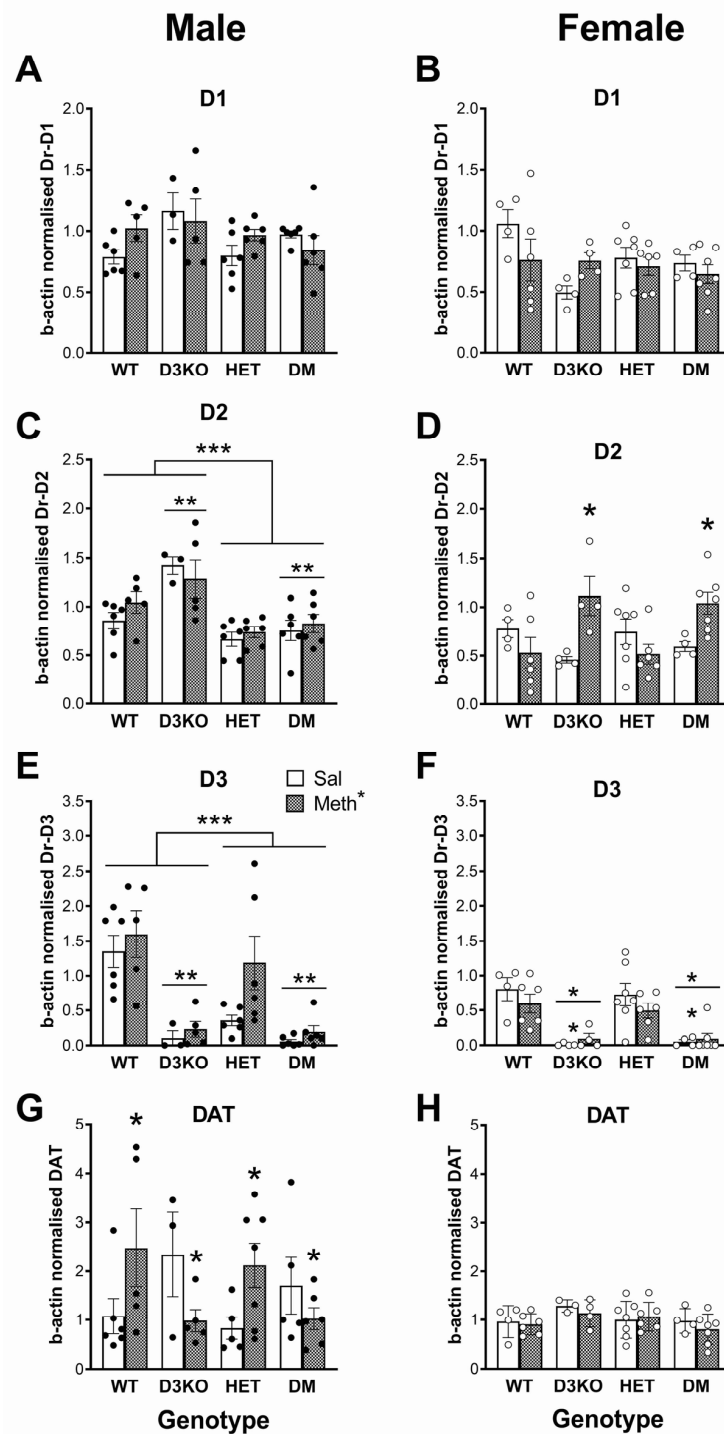 Male
Female
A
D1
b-actin normalised Dr-D1
2.0
1.5
1.0
0.5
0.0
WT D3KO HET DM
B
D1
b-actin normalised Dr-D1
2.0
1.5
1.0
0.5
0.0
WT D3KO HET DM
C
D2
b-actin normalised Dr-D2
2.5
2.0
1.5
1.0
0.5
0.0
***
**
**
WT D3KO HET DM
D
D2
b-actin normalised Dr-D2
2.5
2.0
1.5
1.0
0.5
0.0
*
*
WT D3KO HET DM
E
D3
Sal
Meth*
b-actin normalised Dr-D3
3.5
3.0
2.5
2.0
1.5
1.0
0.5
0.0
***
**
**
WT D3KO HET DM
F
D3
b-actin normalised Dr-D3
3.5
3.0
2.5
2.0
1.5
1.0
0.5
0.0
*
*
*
*
WT D3KO HET DM
G
DAT
b-actin normalised DAT
5
4
3
2
1
0
*
*
*
*
WT D3KO HET DM
Genotype
H
DAT
b-actin normalised DAT
5
4
3
2
1
0
WT D3KO HET DM
Genotype